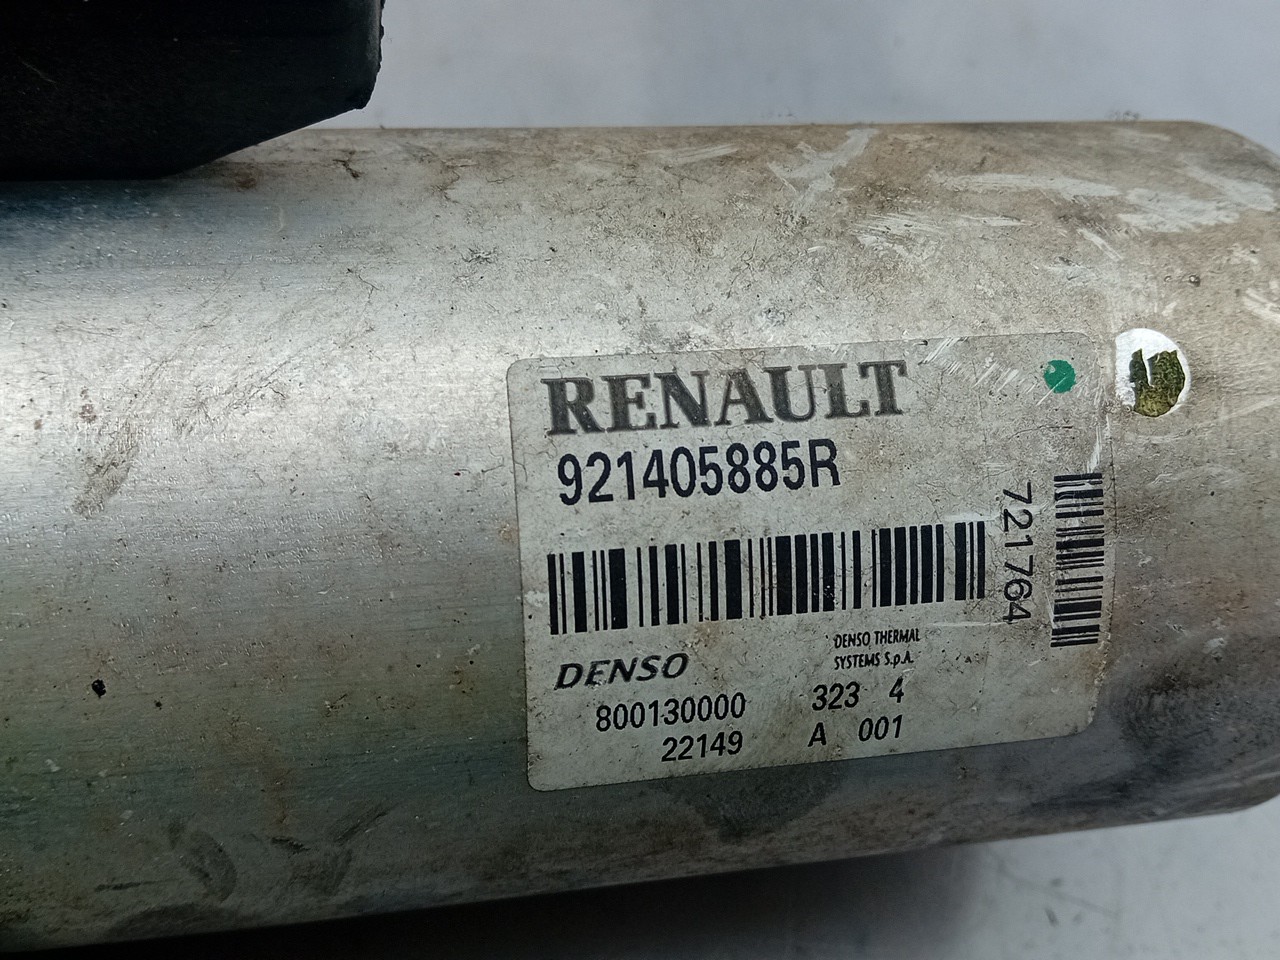 RENAULT
921405885R
721764
DENSO
DENSO THERMAL
SYSTEMS S.p.A.
800130000 323 4
22149 A 001